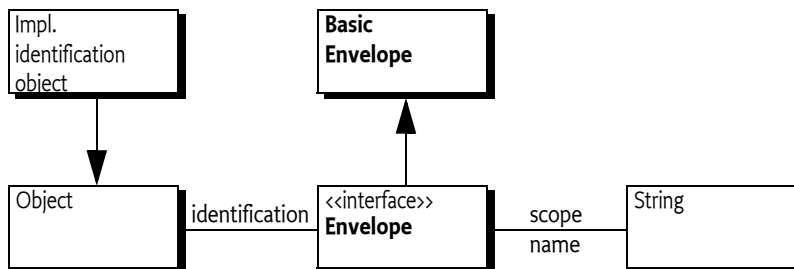 Impl.
identification
object
Basic
Envelope
Object
identification
<<interface>>
Envelope
scope
name
String